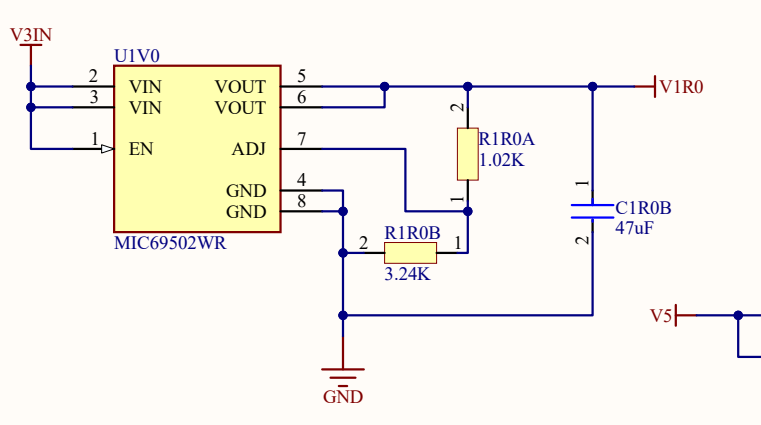 V3IN
U1V0
2 VIN VOUT 5
3 VIN VOUT 6
1 EN ADJ 7
GND 4
GND 8
MIC69502WR
2
R1R0A
1.02K
1
R1R0B
2 1
3.24K
V1R0
1
C1R0B
47uF
2
V5
GND